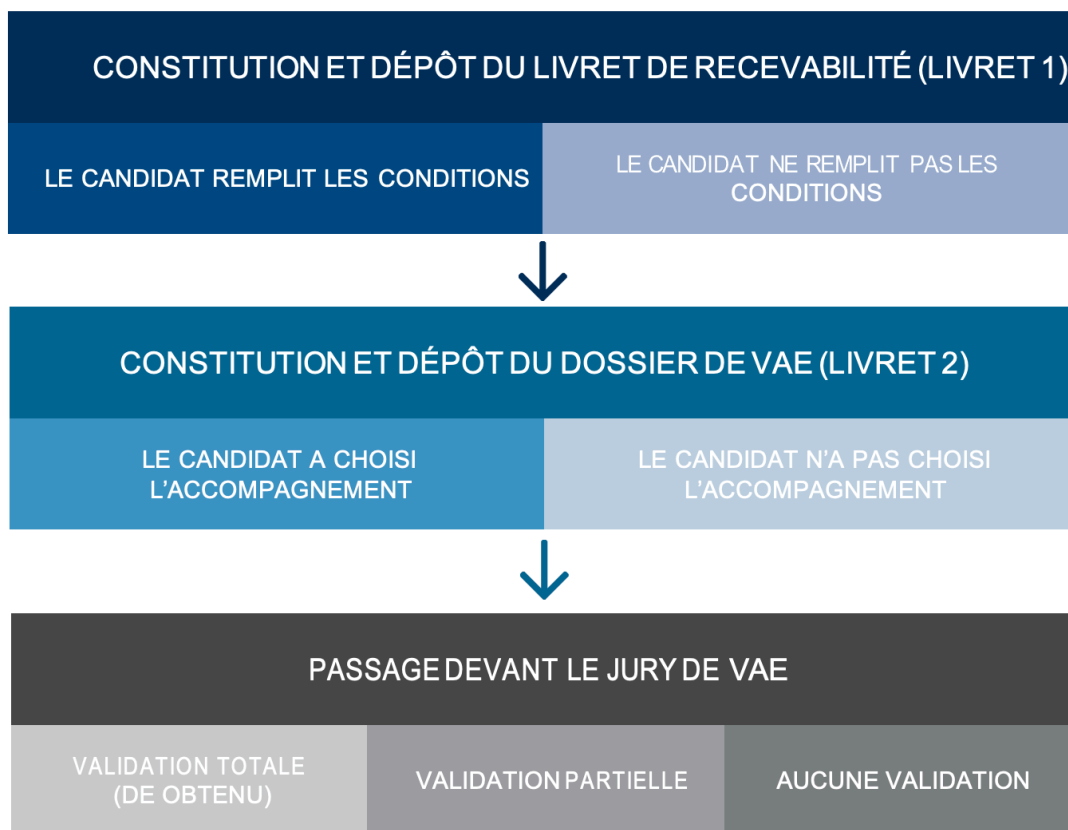 CONSTITUTION ET DÉPÔT DU LIVRET DE RECEVABILITÉ (LIVRET 1)
LE CANDIDAT REMPLIT LES CONDITIONS
LE CANDIDAT NE REMPLIT PAS LES
CONDITIONS
CONSTITUTION ET DÉPÔT DU DOSSIER DE VAE (LIVRET 2)
LE CANDIDAT A CHOISI
L'ACCOMPAGNEMENT
LE CANDIDAT N'A PAS CHOISI
L'ACCOMPAGNEMENT
PASSAGE DEVANT LE JURY DE VAE
VALIDATION TOTALE
(DE OBTENU)
VALIDATION PARTIELLE
AUCUNE VALIDATION